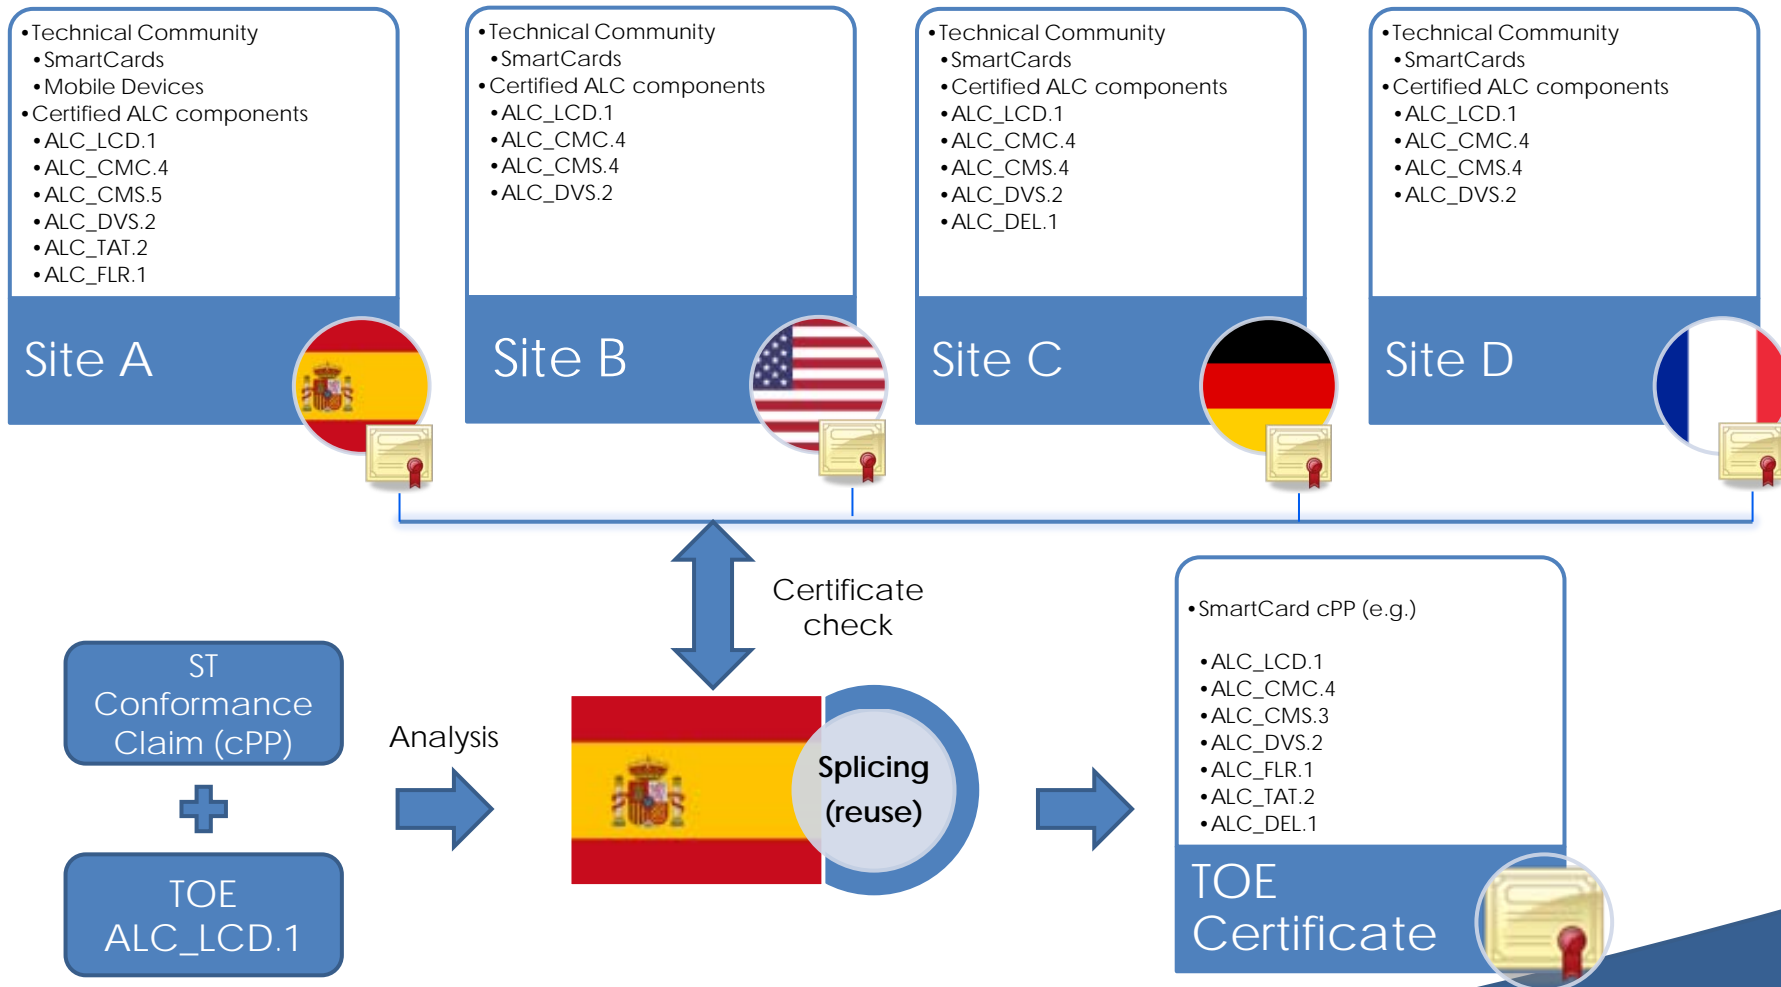 •Technical Community
•SmartCards
•Mobile Devices
•Certified ALC components
•ALC_LCD.1
•ALC_CMC.4
•ALC_CMS.5
•ALC_DVS.2
•ALC_TAT.2
•ALC_FLR.1
Site A
•Technical Community
•SmartCards
•Certified ALC components
•ALC_LCD.1
•ALC_CMC.4
•ALC_CMS.4
•ALC_DVS.2
Site B
•Technical Community
•SmartCards
•Certified ALC components
•ALC_LCD.1
•ALC_CMC.4
•ALC_CMS.4
•ALC_DVS.2
•ALC_DEL.1
Site C
•Technical Community
•SmartCards
•Certified ALC components
•ALC_LCD.1
•ALC_CMC.4
•ALC_CMS.4
•ALC_DVS.2
Site D
Certificate
check
ST
Conformance
Claim (cPP)
TOE
ALC_LCD.1
Analysis
Splicing
(reuse)
•SmartCard cPP (e.g.)
•ALC_LCD.1
•ALC_CMC.4
•ALC_CMS.3
•ALC_DVS.2
•ALC_FLR.1
•ALC_TAT.2
•ALC_DEL.1
TOE
Certificate